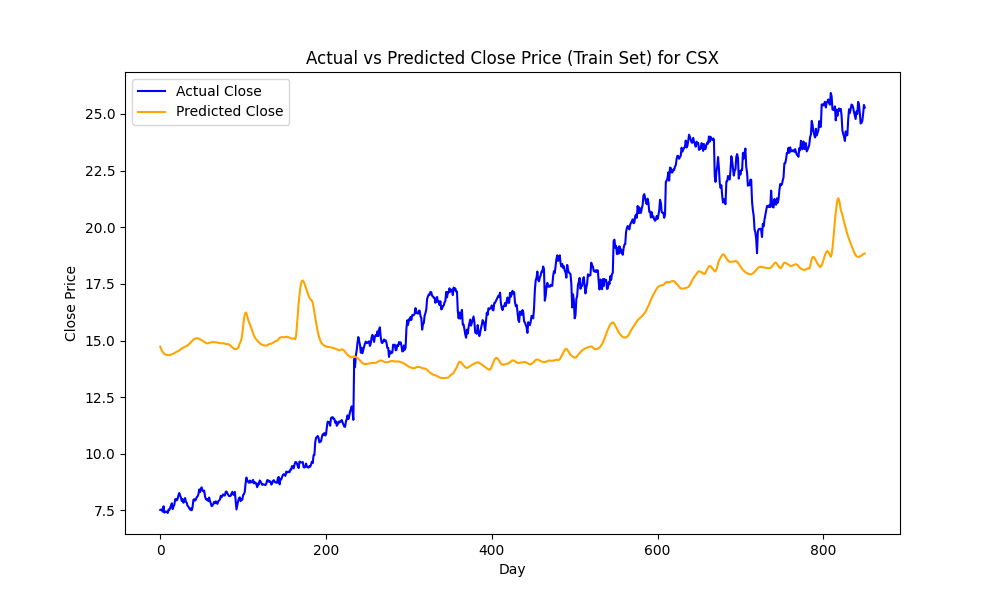 Actual vs Predicted Close Price (Train Set) for CSX
Actual Close
Predicted Close
Close Price
25.0
22.5
20.0
17.5
15.0
12.5
10.0
7.5
0 200 400 600 800
Day